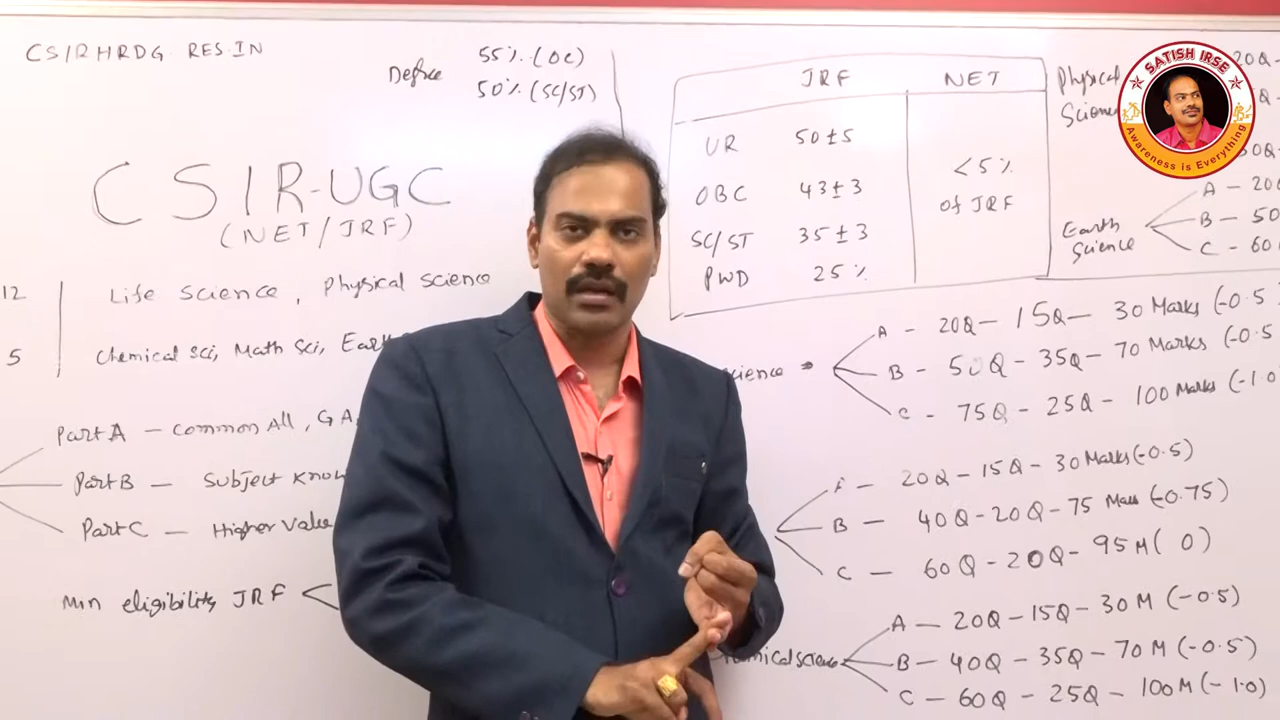 CSIRHRDG. RES.IN
Degree
55% (OC)
50% (SC/ST)
CSIR-UGC
(NET/JRF)
12
Life science, Physical science
5
Chemical sci, Math sci,
Part A - Common All, GA,
Part B - Subject
Part C - Higher Value
Min eligibility JRF
JRF NET
UR 50±5
OBC 43±3
SC/ST 35±3
PWD 25%
<5%
of JRF
Physical
20Q-
SATISH IRSE
Awareness is Everything
Earth
Science
A - 20
B - 50
C - 60
A - 20Q - 15Q - 30 Marks (-0.5
B - 50Q - 35Q - 70 Marks (-0.5
C - 75Q - 25Q - 100 Marks (-1.0
20Q - 15Q - 30 Marks (-0.5)
B - 40Q - 20Q - 75 (-0.75)
C - 60Q - 20Q - 95 M ( 0)
A - 20Q - 15Q - 30 M (-0.5)
B - 40Q - 35Q - 70 M (-0.5)
C - 60Q - 25Q - 100 M (-1.0)